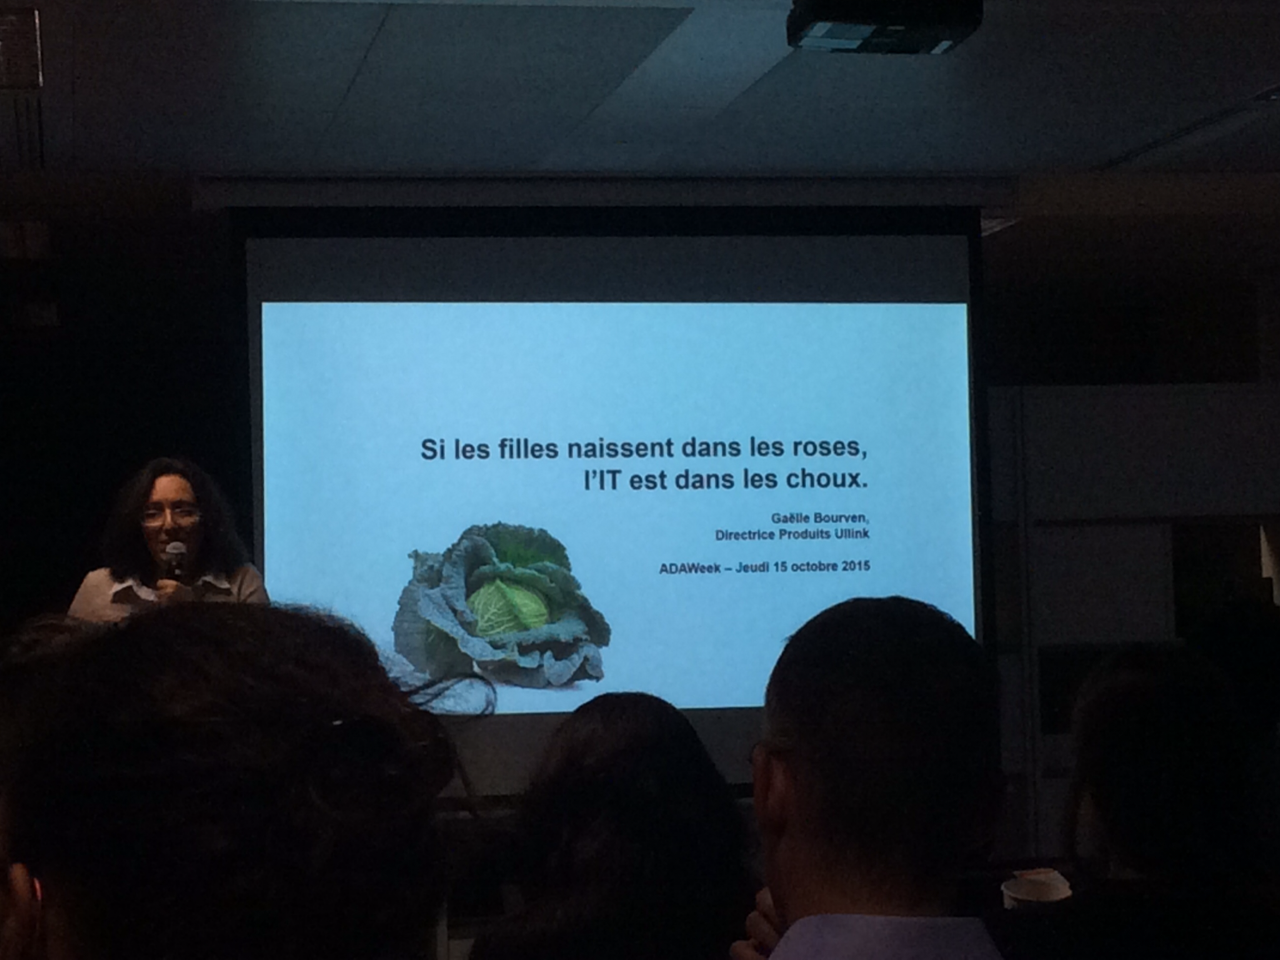 Si les filles naissent dans les roses,
l'IT est dans les choux.
Gaëlle Bourven,
Directrice Produits Ullink
ADAWeek – Jeudi 15 octobre 2015